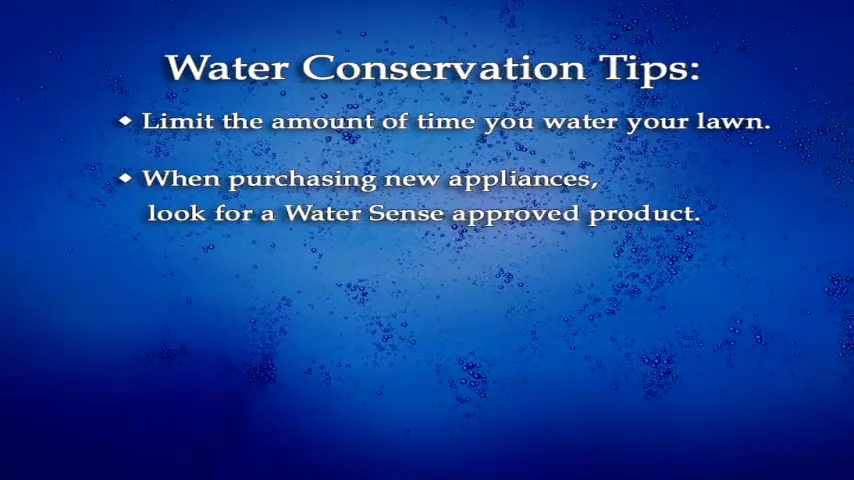 Water Conservation Tips:
◆ Limit the amount of time you water your lawn.
◆ When purchasing new appliances,
look for a Water Sense approved product.